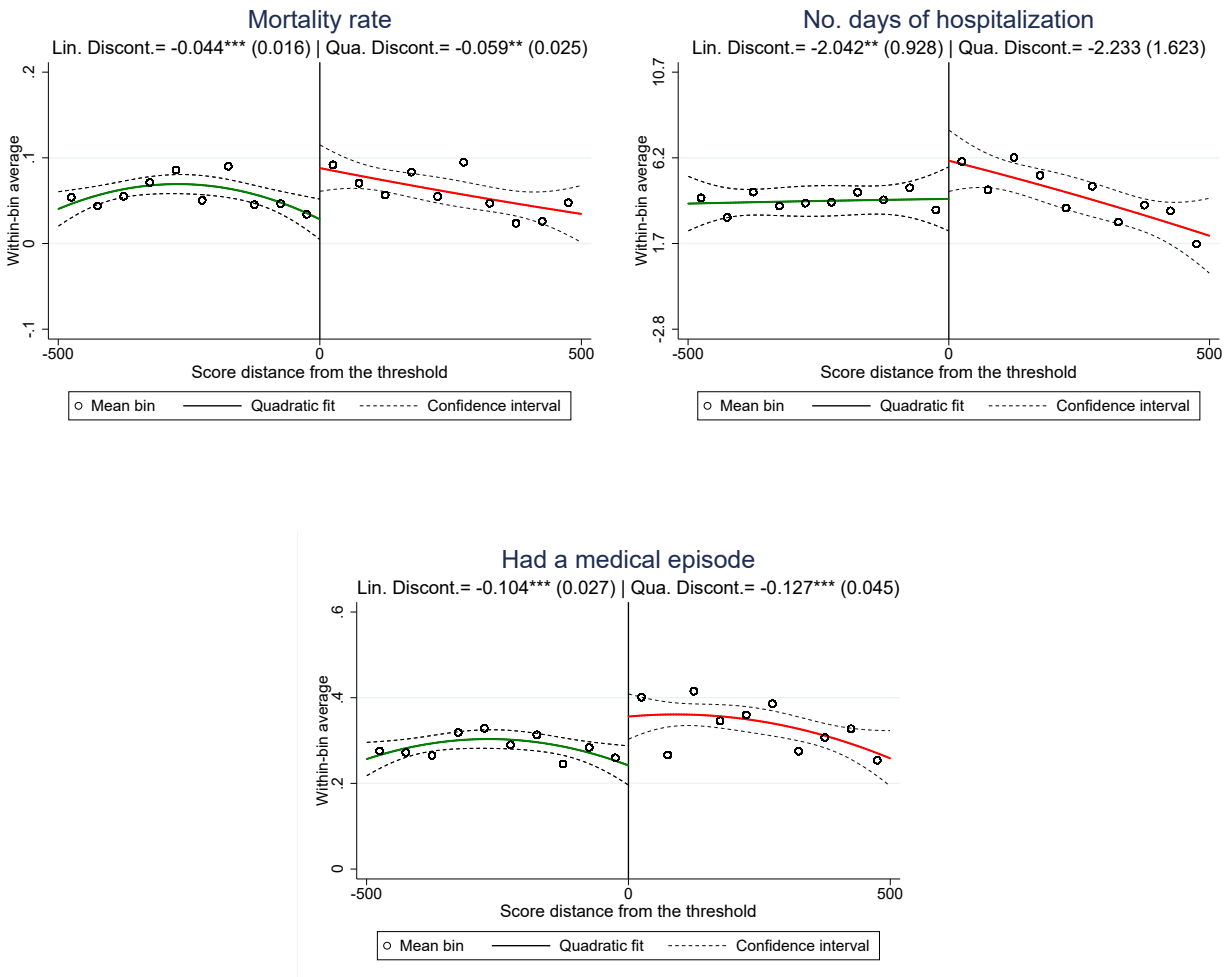 Mortality rate
Lin. Discont.= -0.044*** (0.016) | Qua. Discont.= -0.059** (0.025)
.2
.1
0
-.1
Within-bin average
-500
0
500
Score distance from the threshold
Mean bin
Quadratic fit
Confidence interval
No. days of hospitalization
Lin. Discont.= -2.042** (0.928) | Qua. Discont.= -2.233 (1.623)
10.7
6.2
1.7
-2.8
Within-bin average
-500
0
500
Score distance from the threshold
Mean bin
Quadratic fit
Confidence interval
Had a medical episode
Lin. Discont.= -0.104*** (0.027) | Qua. Discont.= -0.127*** (0.045)
.6
.4
.2
0
Within-bin average
-500
0
500
Score distance from the threshold
Mean bin
Quadratic fit
Confidence interval